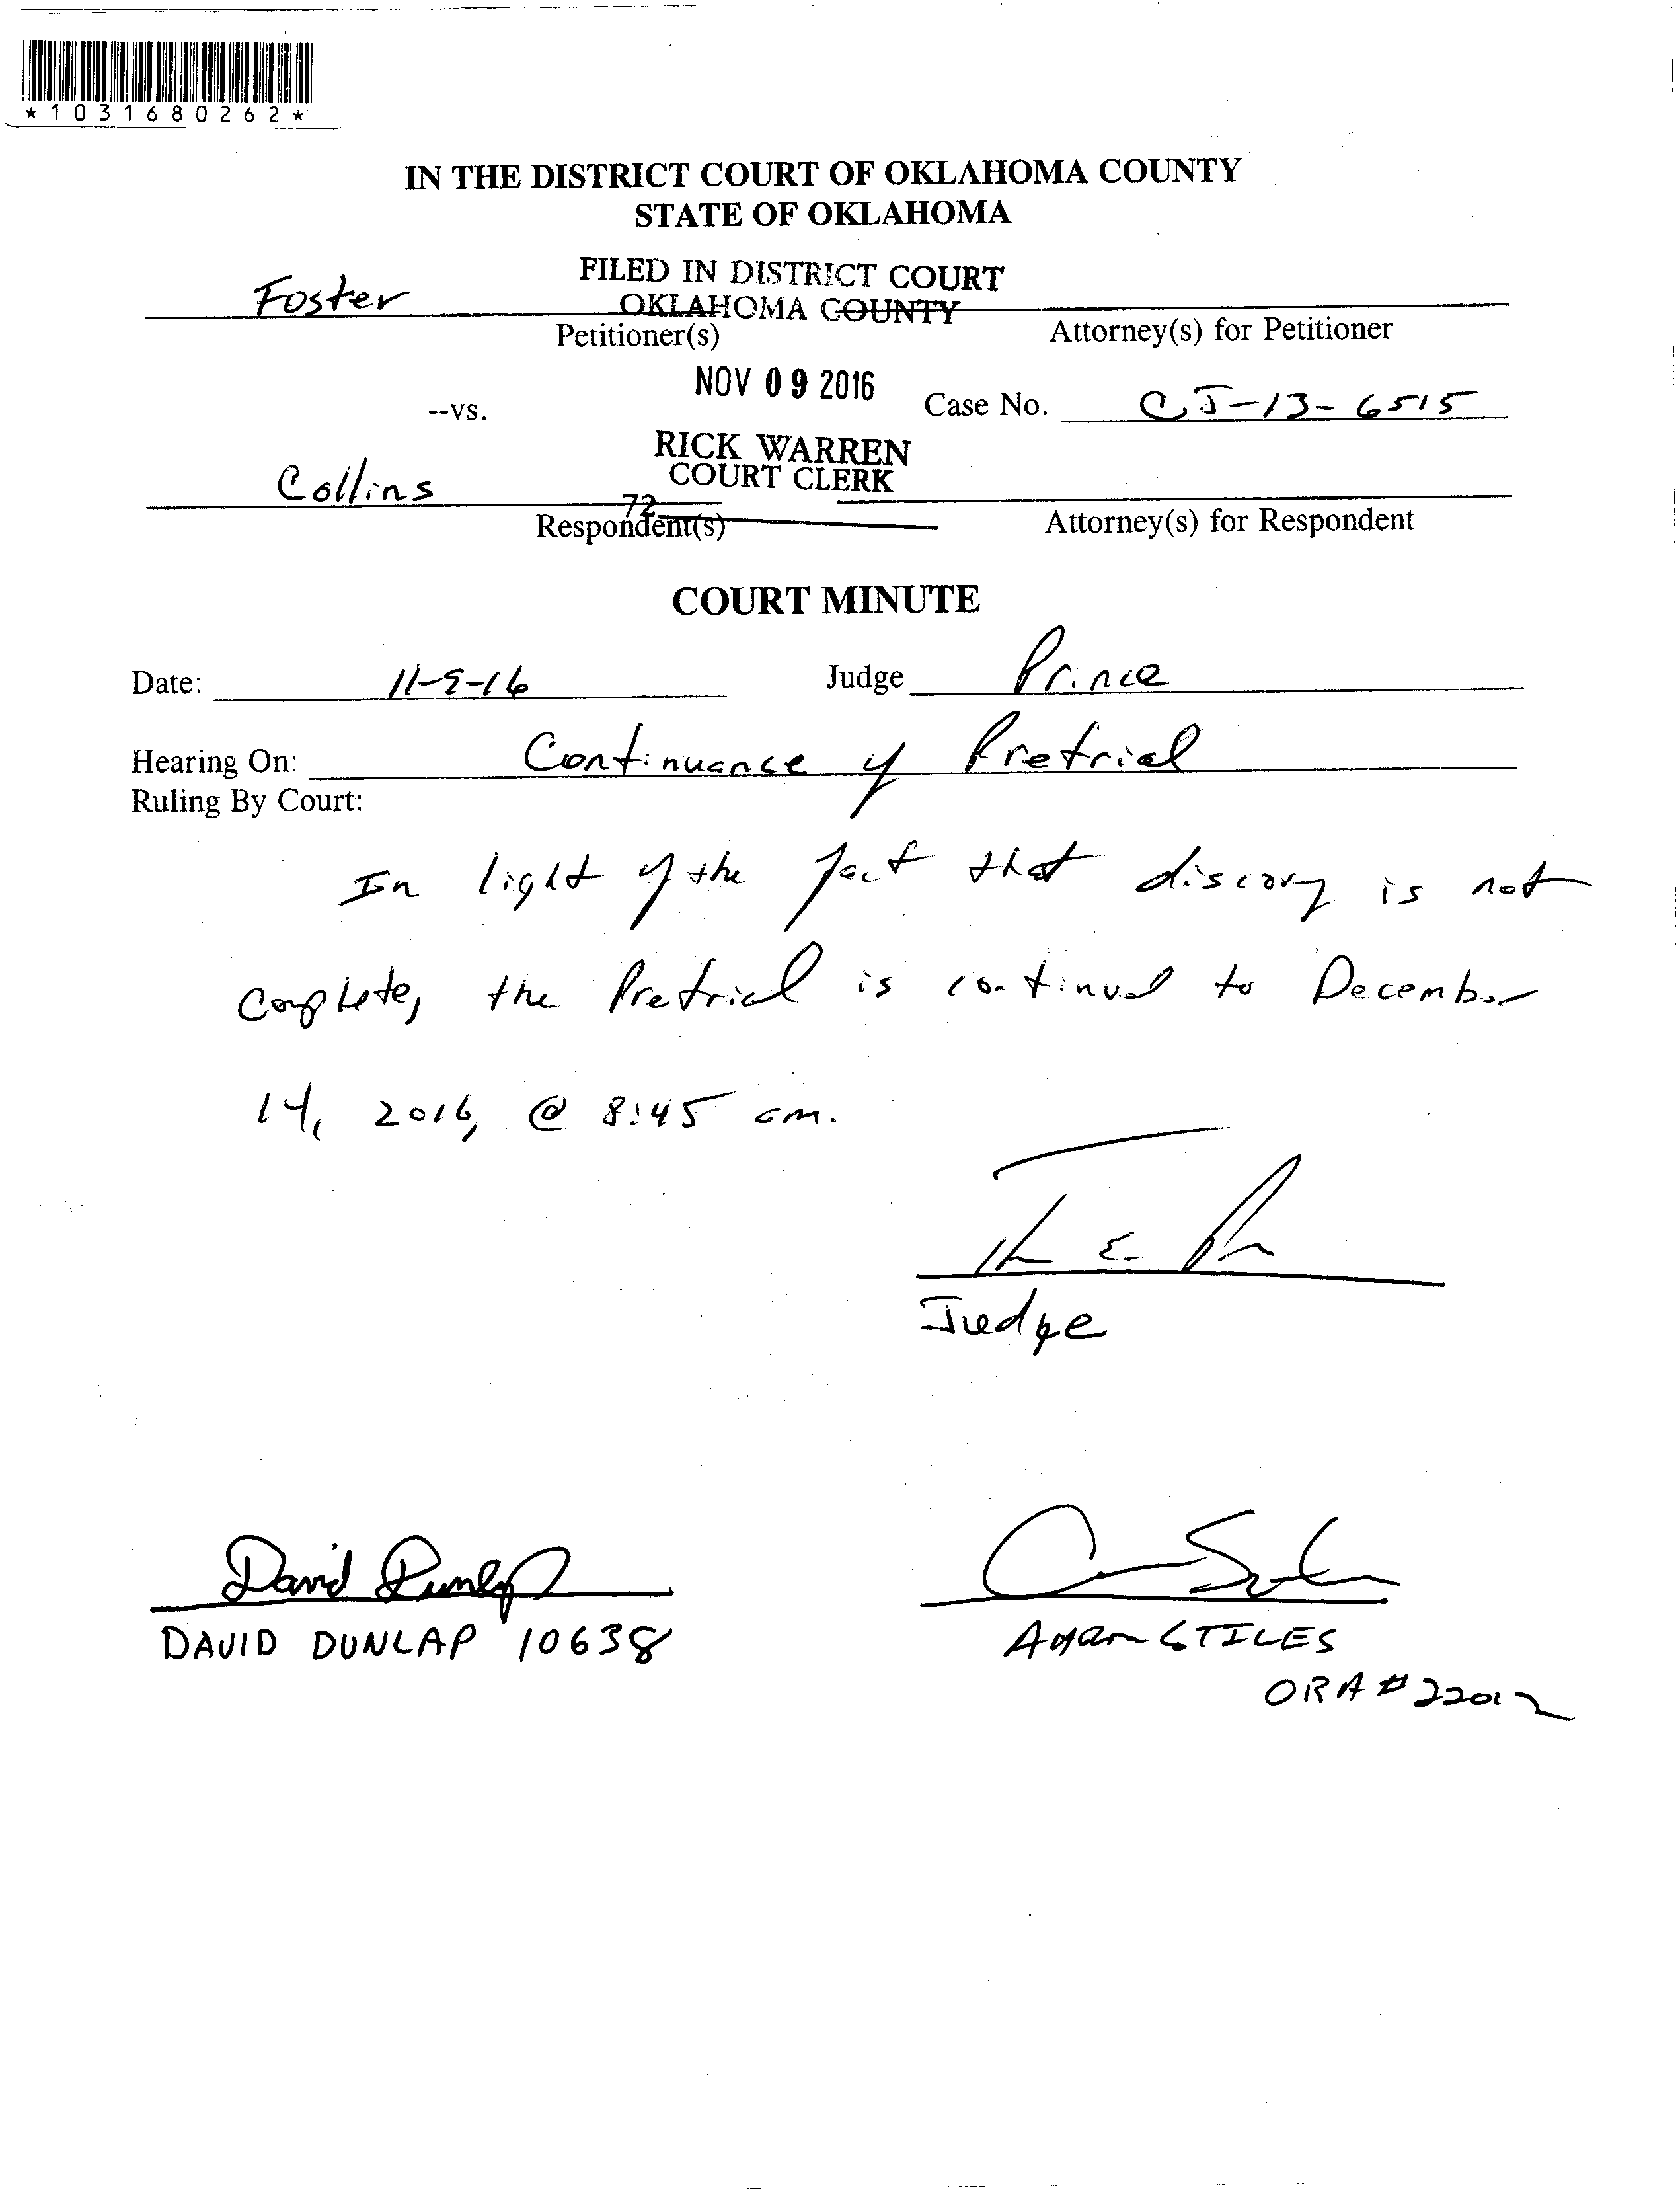 *1031680262*
IN THE DISTRICT COURT OF OKLAHOMA COUNTY
STATE OF OKLAHOMA
FILED IN DISTRICT COURT
OKLAHOMA COUNTY
Foster
Petitioner(s) Attorney(s) for Petitioner
NOV 09 2016
--vs. Case No. CJ-13-6515
RICK WARREN
COURT CLERK
Collins
72
Respondent(s) Attorney(s) for Respondent
COURT MINUTE
Date: 11-9-16 Judge Prince
Hearing On: Continuance of Pretrial
Ruling By Court:
In light of the fact that discovry is not
complete, the Pretrial is continued to December
14, 2016, @ 8:45 am.
Judge
David Dunlap
DAVID DUNLAP 10638 AARON STILES
OBA # 22012